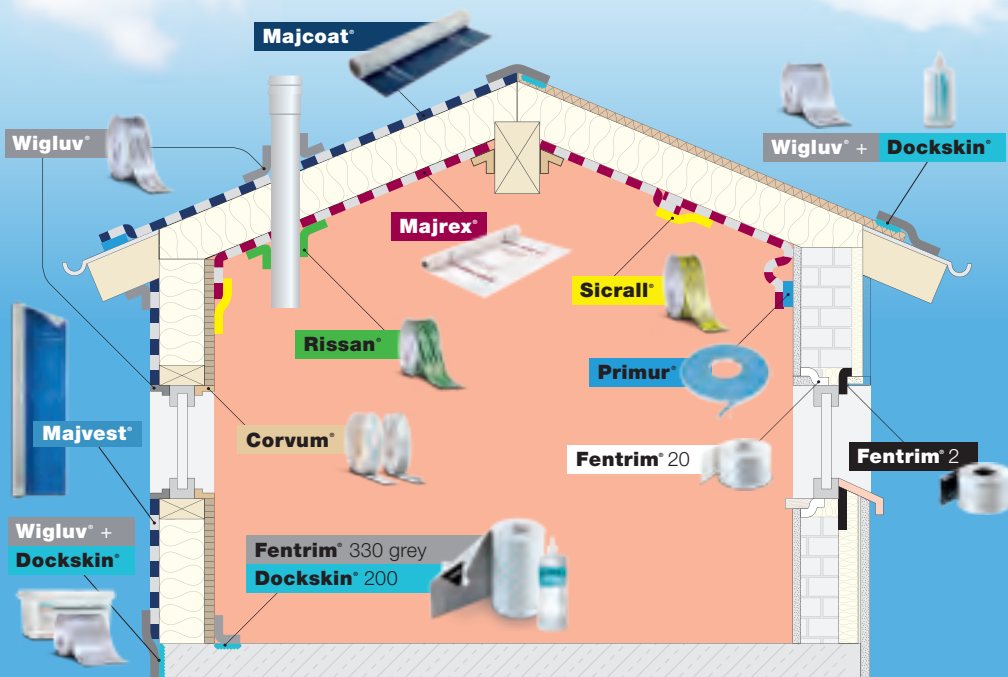 Majcoat®
Wigluv®
Wigluv® + Dockskin®
Majrex®
Sicrall®
Rissan®
Primur®
Majvest®
Corvum®
Fentrim® 20
Fentrim® 2
Wigluv® +
Dockskin®
Fentrim® 330 grey
Dockskin® 200